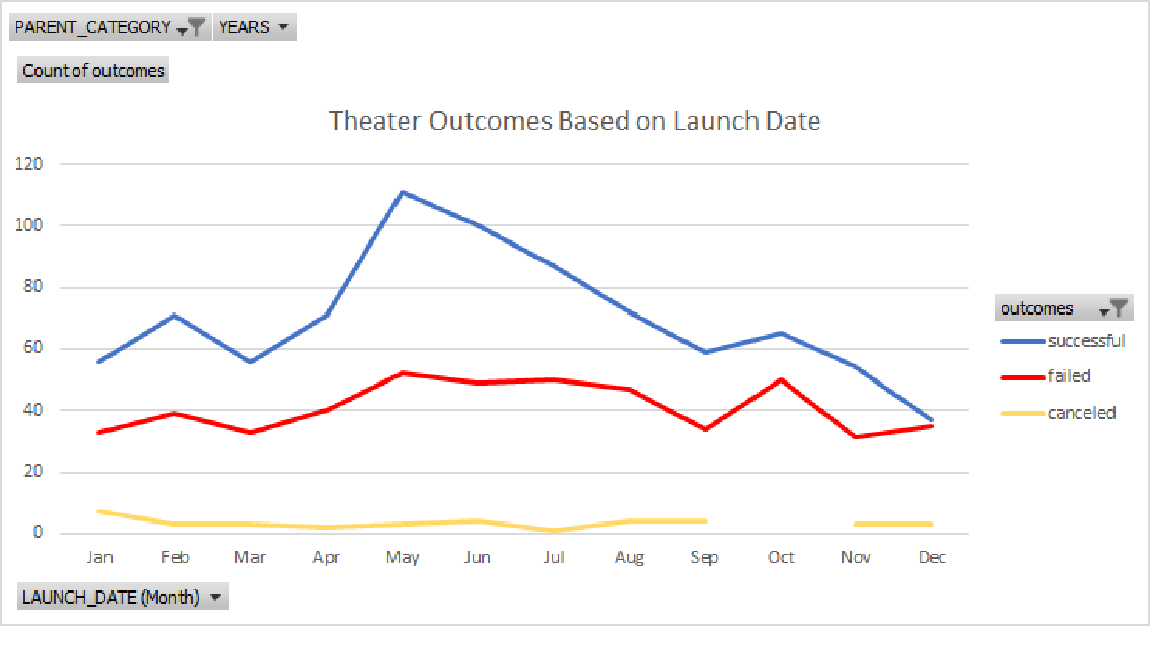 PARENT_CATEGORY YEARS
Count of outcomes
Theater Outcomes Based on Launch Date
120
100
80
60
40
20
0
Jan Feb Mar Apr May Jun Jul Aug Sep Oct Nov Dec
outcomes
successful
failed
canceled
LAUNCH_DATE (Month)